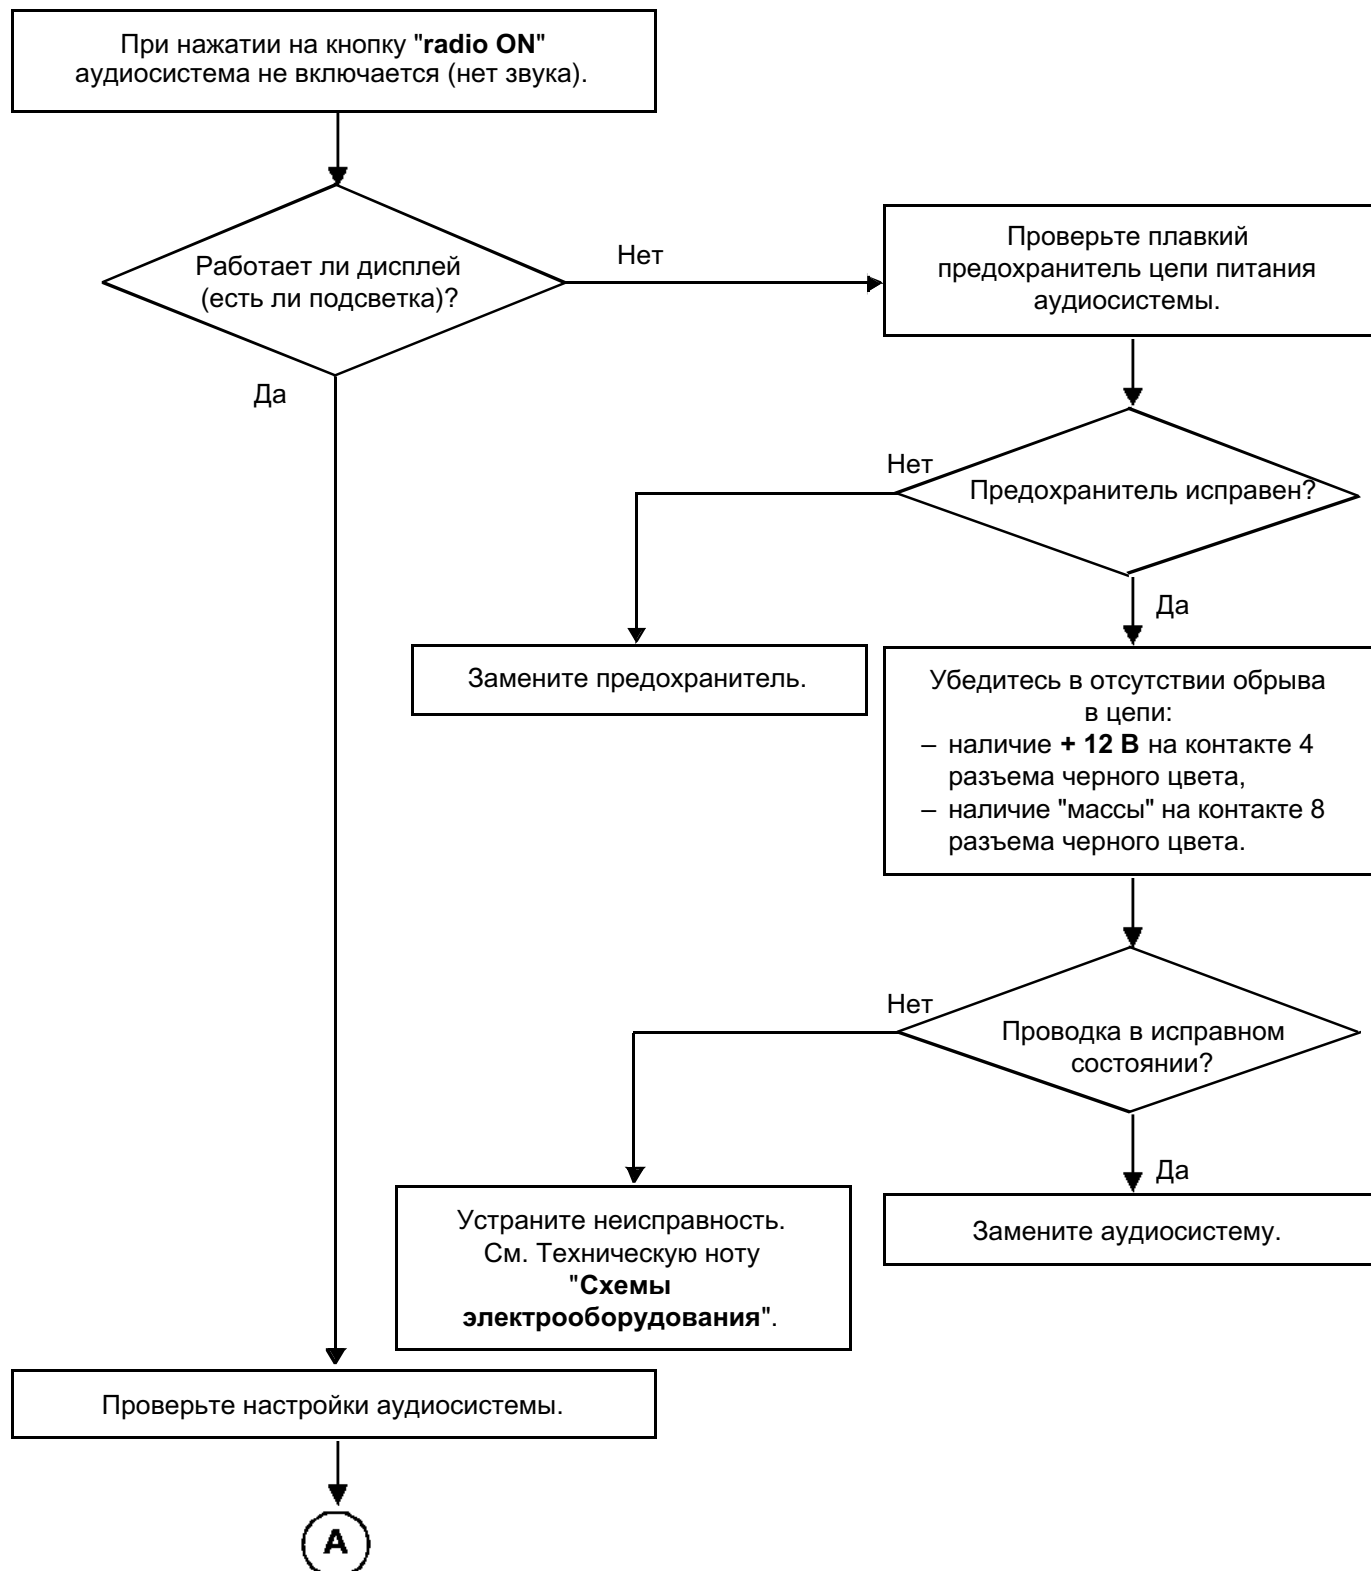 При нажатии на кнопку "radio ON"
аудиосистема не включается (нет звука).
Работает ли дисплей
(есть ли подсветка)?
Нет
Да
Проверьте плавкий
предохранитель цепи питания
аудиосистемы.
Нет
Предохранитель исправен?
Да
Замените предохранитель.
Убедитесь в отсутствии обрыва
в цепи:
– наличие + 12 В на контакте 4
разъема черного цвета,
– наличие "массы" на контакте 8
разъема черного цвета.
Нет
Проводка в исправном
состоянии?
Да
Устраните неисправность.
См. Техническую ноту
"Схемы
электрооборудования".
Замените аудиосистему.
Проверьте настройки аудиосистемы.
A